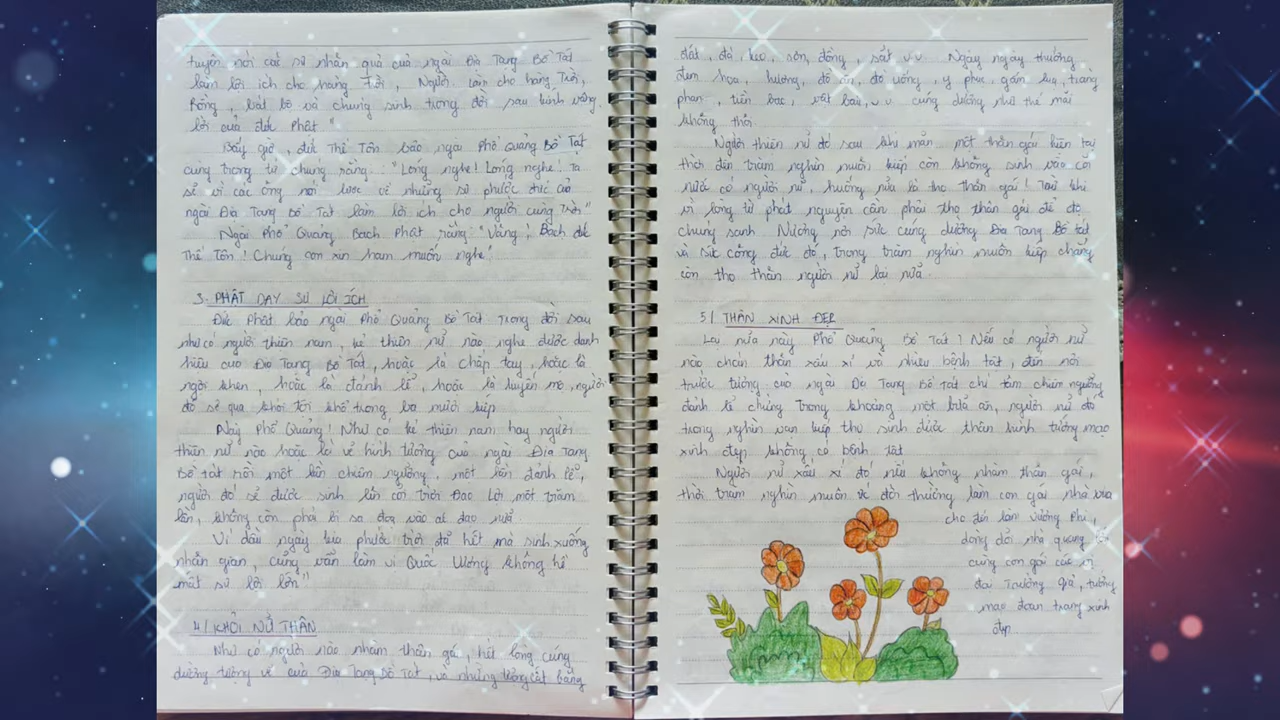 tuyên nói các sự nhân quả của ngài Địa Tạng Bồ Tát
làm lợi ích cho hàng Trời, Người làm cho hàng Trời,
Rồng, bát bộ và chúng sinh trong đời sau kính vâng
lời của đức Phật"
Bấy giờ, đức Thế Tôn bảo ngài Phổ Quảng Bồ Tát
cùng trong tứ chúng rằng: "Lóng nghe! Lóng nghe! Ta
sẽ vì các ông nói lược về những sự phước đức của
ngài Địa Tạng Bồ Tát làm lợi ích cho người cùng Trời"
Ngài Phổ Quảng Bạch Phật rằng: "Vâng! Bạch đức
Thế Tôn! Chúng con xin ham muốn nghe!
3. PHẬT DẠY SỰ LỢI ÍCH
Đức Phật bảo ngài Phổ Quảng Bồ Tát Trong đời sau
như có người thiện nam, kẻ thiện nữ nào nghe được danh
hiệu của Địa Tạng Bồ Tát, hoặc là chắp tay, hoặc là
ngợi khen, hoặc là đảnh lễ, hoặc là luyến mộ, người
đó sẽ qua khỏi tội khổ trong ba mươi kiếp
Này Phổ Quảng! Như có kẻ thiện nam hay người
thiện nữ nào hoặc là vẽ hình tượng của ngài Địa Tạng
Bồ tát rồi một lần chiêm ngưỡng, một lần đảnh lễ,
người đó sẽ được sinh lên cõi trời Đao Lợi một trăm
lần, không còn phải bị sa đọa vào ác đạo nữa.
Ví dầu ngày kia phước trời đã hết mà sinh xuống
nhân gian, cũng vẫn làm vị Quốc Vương không hề
mất sự lợi lớn"
4/ KHỎI NỮ THÂN
Như có người nào nhàm thân gái, hết lòng cúng
dường tượng vẽ của Địa Tạng Bồ Tát, và những tượng cất bằng
đất, đá, keo, sơn, đồng, sắt v.v. Ngày ngày thường
đem hoa, hương, đồ ăn, đồ uống, y phục, gấm lụa, tràng
phan, tiền bạc, vật báu, v.v. cúng dường như thế mãi
không thôi
Người thiện nữ đó sau khi mãn một thân gái hiện tại
thời đến trăm nghìn muôn kiếp còn không sinh vào cõi
nước có người nữ, huống nữa là thọ thân gái! Trừ khi
vì lòng từ phát nguyện cần phải thọ thân gái để độ
chúng sanh Nương nơi sức cúng dường Địa Tạng Bồ tát
và sức công đức đó, trong trăm nghìn muôn kiếp chẳng
còn thọ thân người nữ lại nữa.
5/ THÂN XINH ĐẸP
Lại nữa này Phổ Quảng Bồ Tát! Nếu có người nữ
nào chán thân xấu xí và nhiều bệnh tật, đến nơi
trước tượng của ngài Địa Tạng Bồ Tát chí tâm chiêm ngưỡng
đảnh lễ chừng trong khoảng một bữa ăn, người nữ đó
trong nghìn vạn kiếp thọ sinh được thân hình tướng mạo
xinh đẹp không có bệnh tật
Người nữ xấu xí đó nếu không nhàm thân gái,
thời trăm nghìn muôn ức đời thường làm con gái nhà vua
cho đến làm Vương Phi,
dòng dõi nhà quang lớn
cùng con gái các vị
đại Trưởng giả, tướng
mạo đoan trang xinh
đẹp.